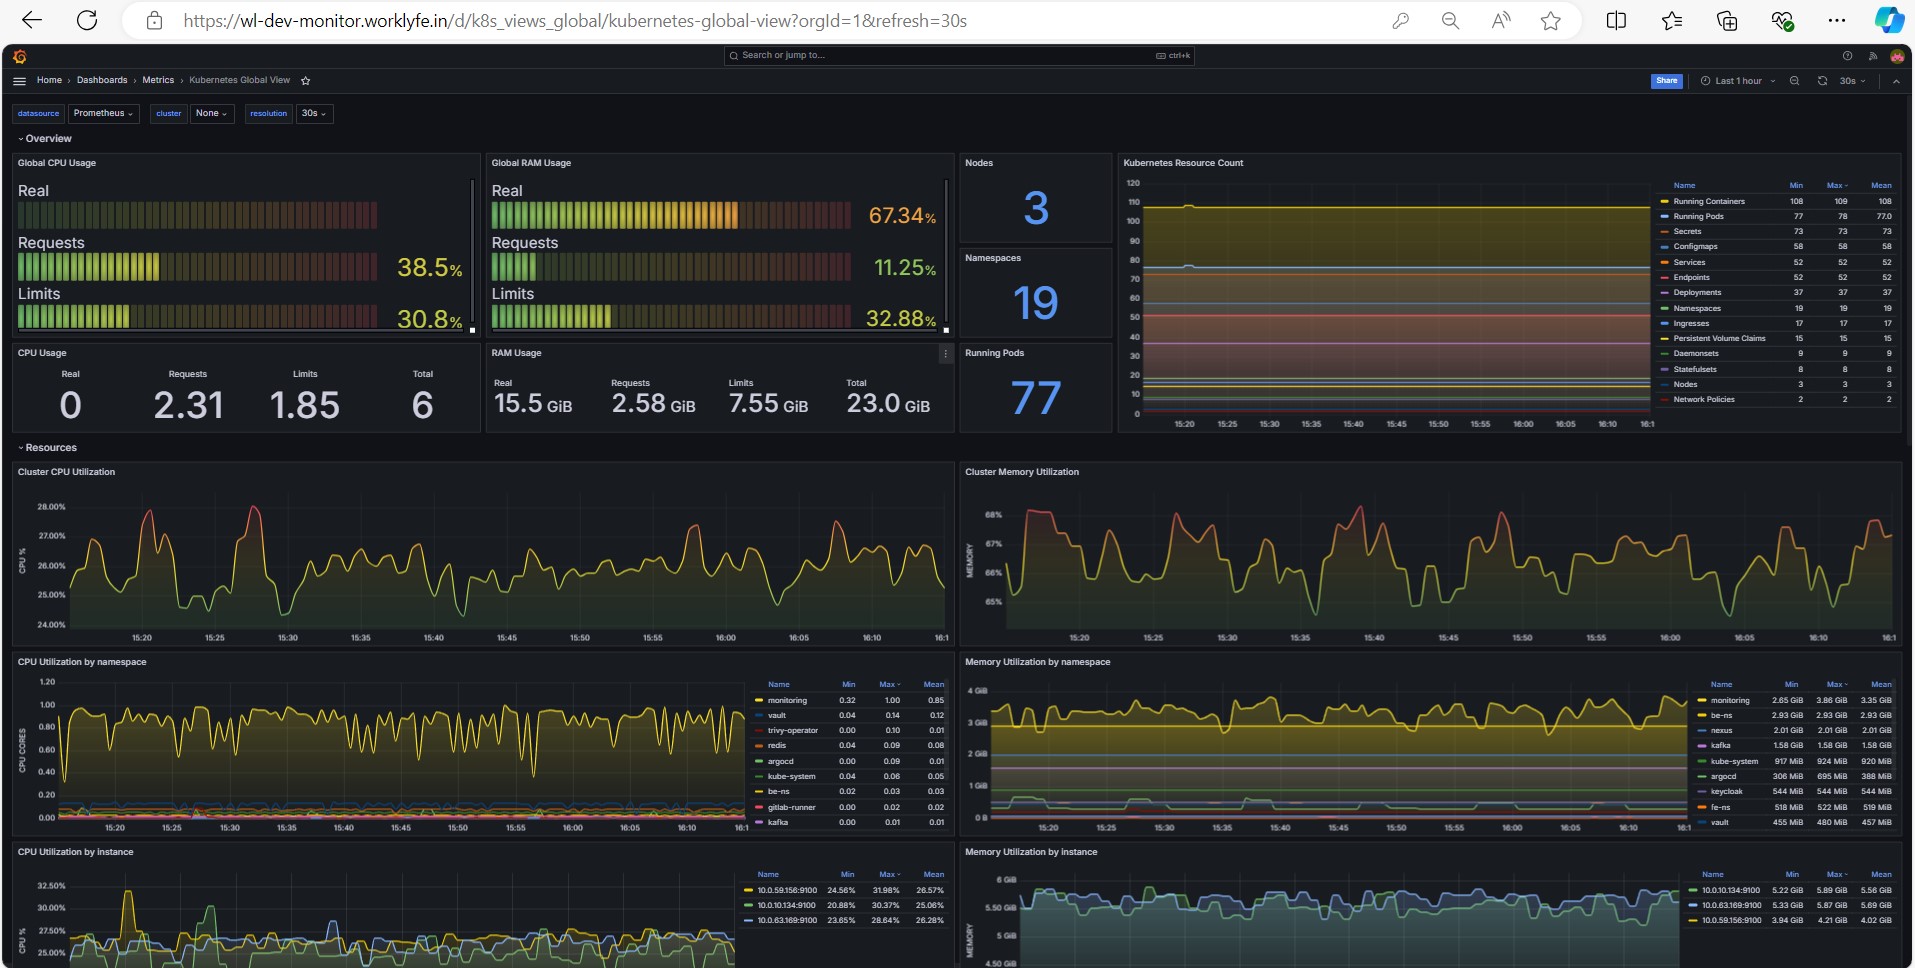 https://wl-dev-monitor.worklyfe.in/d/k8s_views_global/kubernetes-global-view?orgId=1&refresh=30s
Search or jump to... ctrl+k
Home › Dashboards › Metrics › Kubernetes Global View
Share Last 1 hour 30s
datasource Prometheus cluster None resolution 30s
Overview
Global CPU Usage
Real
Requests
38.5%
Limits
30.8%
Global RAM Usage
Real
67.34%
Requests
11.25%
Limits
32.88%
Nodes
3
Namespaces
19
Running Pods
77
CPU Usage
Real Requests Limits Total
0 2.31 1.85 6
RAM Usage
Real Requests Limits Total
15.5 GiB 2.58 GiB 7.55 GiB 23.0 GiB
Kubernetes Resource Count
120
110
100
90
80
70
60
50
40
30
20
10
0
15:20 15:25 15:30 15:35 15:40 15:45 15:50 15:55 16:00 16:05 16:10 16:1
Name Min Max Mean
Running Containers 108 109 108
Running Pods 77 78 77.0
Secrets 73 73 73
Configmaps 58 58 58
Services 52 52 52
Endpoints 52 52 52
Deployments 37 37 37
Namespaces 19 19 19
Ingresses 17 17 17
Persistent Volume Claims 15 15 15
Daemonsets 9 9 9
Statefulsets 8 8 8
Nodes 3 3 3
Network Policies 2 2 2
Resources
Cluster CPU Utilization
CPU %
28.00%
27.00%
26.00%
25.00%
24.00%
15:20 15:25 15:30 15:35 15:40 15:45 15:50 15:55 16:00 16:05 16:10 16:1
Cluster Memory Utilization
MEMORY
68%
67%
66%
65%
15:20 15:25 15:30 15:35 15:40 15:45 15:50 15:55 16:00 16:05 16:10 16:1
CPU Utilization by namespace
CPU CORES
1.20
1.00
0.80
0.60
0.40
0.20
0.00
15:20 15:25 15:30 15:35 15:40 15:45 15:50 15:55 16:00 16:05 16:10 16:1
Name Min Max Mean
monitoring 0.32 1.00 0.85
vault 0.04 0.14 0.12
trivy-operator 0.00 0.10 0.01
redis 0.04 0.09 0.08
argocd 0.00 0.09 0.01
kube-system 0.04 0.06 0.05
be-ns 0.02 0.03 0.03
gitlab-runner 0.00 0.02 0.02
kafka 0.00 0.01 0.01
Memory Utilization by namespace
4 GiB
3 GiB
2 GiB
1 GiB
0 B
15:20 15:25 15:30 15:35 15:40 15:45 15:50 15:55 16:00 16:05 16:10 16:1
Name Min Max Mean
monitoring 2.65 GiB 3.86 GiB 3.35 GiB
be-ns 2.93 GiB 2.93 GiB 2.93 GiB
nexus 2.01 GiB 2.01 GiB 2.01 GiB
kafka 1.58 GiB 1.58 GiB 1.58 GiB
kube-system 917 MiB 924 MiB 920 MiB
argocd 306 MiB 695 MiB 388 MiB
keycloak 544 MiB 544 MiB 544 MiB
fe-ns 518 MiB 522 MiB 519 MiB
vault 455 MiB 480 MiB 457 MiB
CPU Utilization by instance
CPU %
32.50%
30.00%
27.50%
25.00%
Name Min Max Mean
10.0.59.156:9100 24.56% 31.98% 26.57%
10.0.10.134:9100 20.88% 30.37% 25.06%
10.0.63.169:9100 23.65% 28.64% 26.28%
Memory Utilization by instance
MEMORY
6 GiB
5.50 GiB
5 GiB
4.50 GiB
Name Min Max Mean
10.0.10.134:9100 5.22 GiB 5.89 GiB 5.56 GiB
10.0.63.169:9100 5.33 GiB 5.87 GiB 5.69 GiB
10.0.59.156:9100 3.94 GiB 4.21 GiB 4.02 GiB